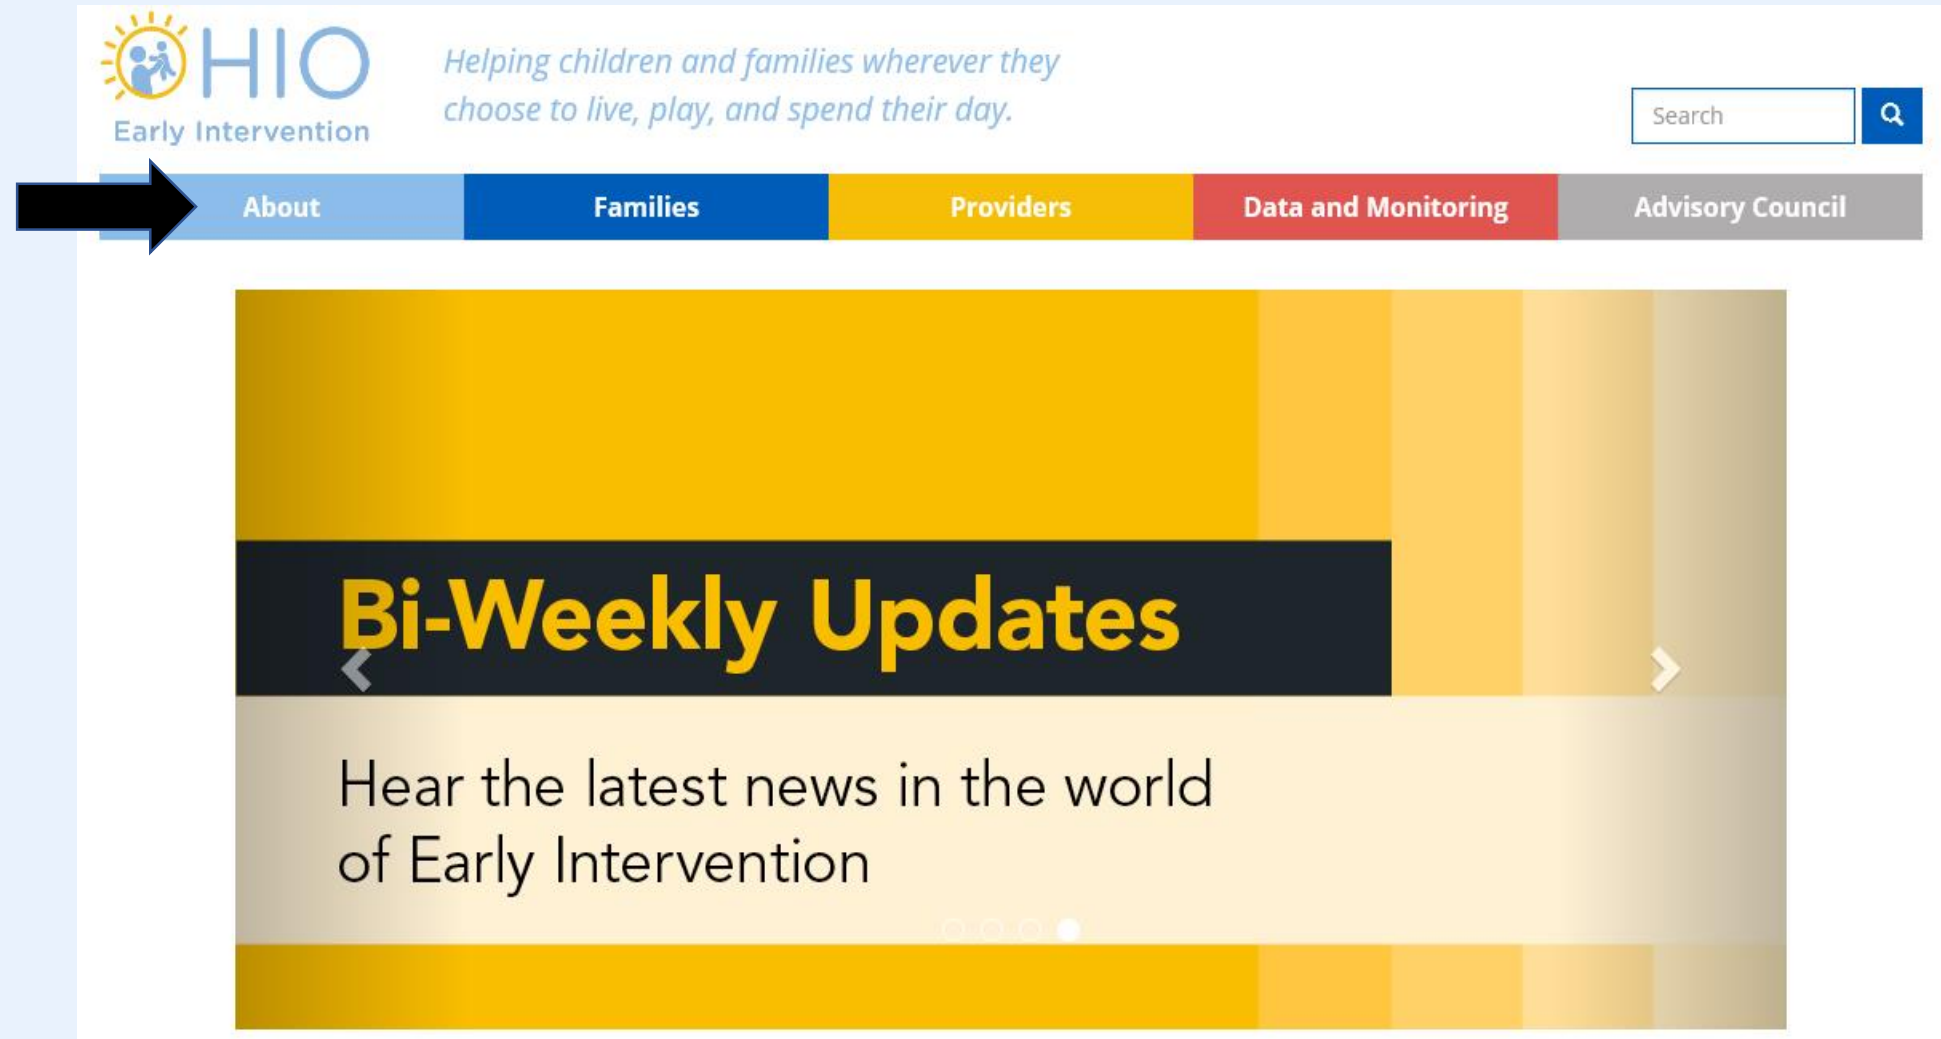 OHIO
Early Intervention
Helping children and families wherever they
choose to live, play, and spend their day.
Search
About
Families
Providers
Data and Monitoring
Advisory Council
Bi-Weekly Updates
Hear the latest news in the world
of Early Intervention